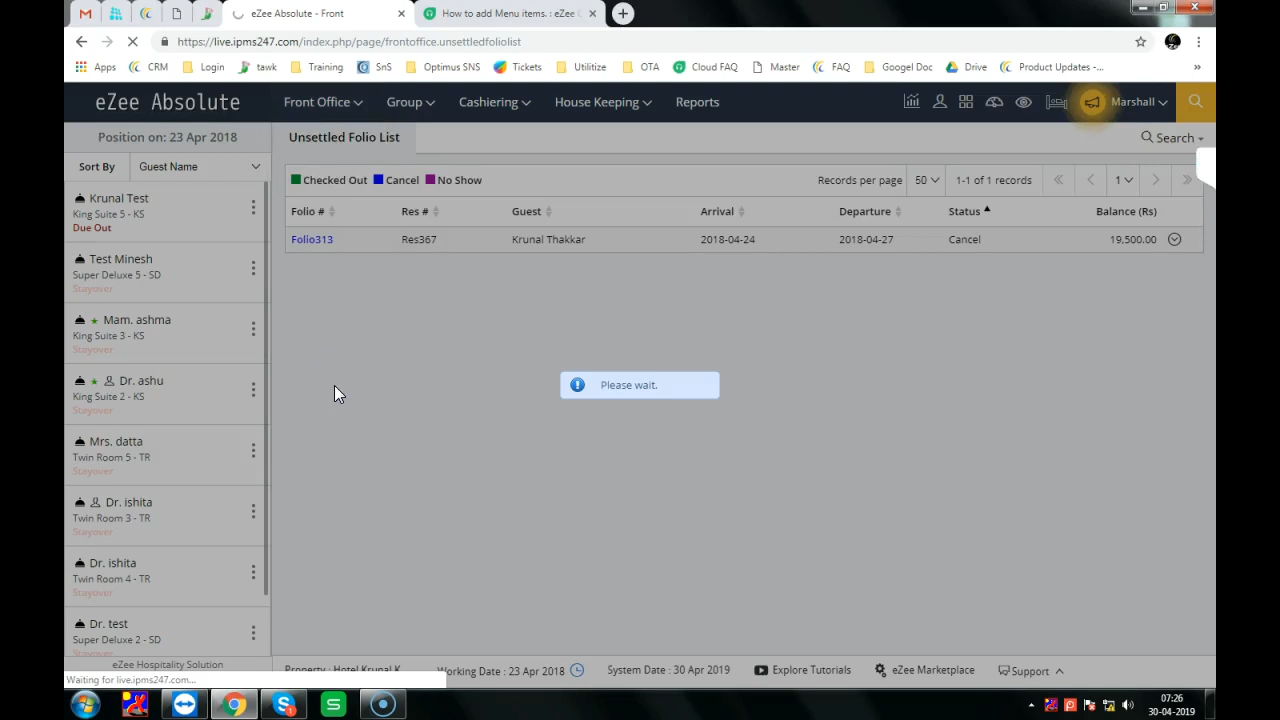 eZee Absolute - Front
How to add Menu items. : eZee
https://live.ipms247.com/index.php/page/frontoffice.unsettledfoliolist
Apps CRM Login tawk Training SnS Optimus SNS Tickets Utilitize OTA Cloud FAQ Master FAQ Googel Doc Drive Product Updates -... »
eZee Absolute Front Office Group Cashiering House Keeping Reports Marshall
Position on: 23 Apr 2018 Unsettled Folio List Search
Sort By Guest Name
Checked Out Cancel No Show Records per page 50 1-1 of 1 records 1
Folio # Res # Guest Arrival Departure Status Balance (Rs)
Folio313 Res367 Krunal Thakkar 2018-04-24 2018-04-27 Cancel 19,500.00
Krunal Test
King Suite 5 - KS
Due Out
Test Minesh
Super Deluxe 5 - SD
Stayover
Mam. ashma
King Suite 3 - KS
Stayover
Dr. ashu
King Suite 2 - KS
Stayover
Mrs. datta
Twin Room 5 - TR
Stayover
Dr. ishita
Twin Room 3 - TR
Stayover
Dr. ishita
Twin Room 4 - TR
Stayover
Dr. test
Super Deluxe 2 - SD
Stayover
Please wait.
eZee Hospitality Solution
Property : Hotel Krunal K Working Date : 23 Apr 2018 System Date : 30 Apr 2019 Explore Tutorials eZee Marketplace Support
Waiting for live.ipms247.com...
07:26
30-04-2019